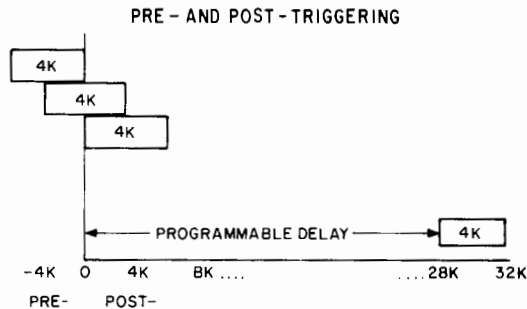 PRE-AND POST-TRIGGERING
4K
4K
4K
PROGRAMMABLE DELAY
4K
-4K 0 4K 8K .... ....28K 32K
PRE- POST-